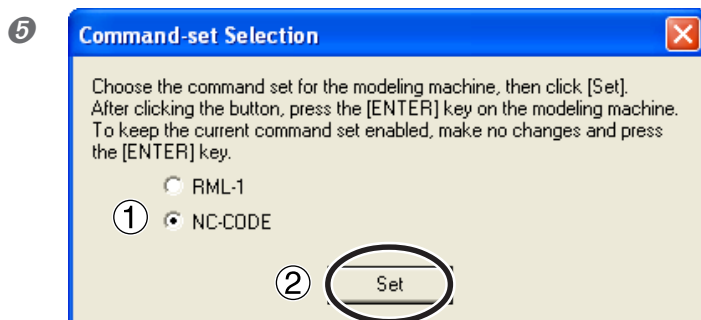 ❺
Command-set Selection
Choose the command set for the modeling machine, then click [Set].
After clicking the button, press the [ENTER] key on the modeling machine.
To keep the current command set enabled, make no changes and press
the [ENTER] key.
RML-1
① NC-CODE
② Set